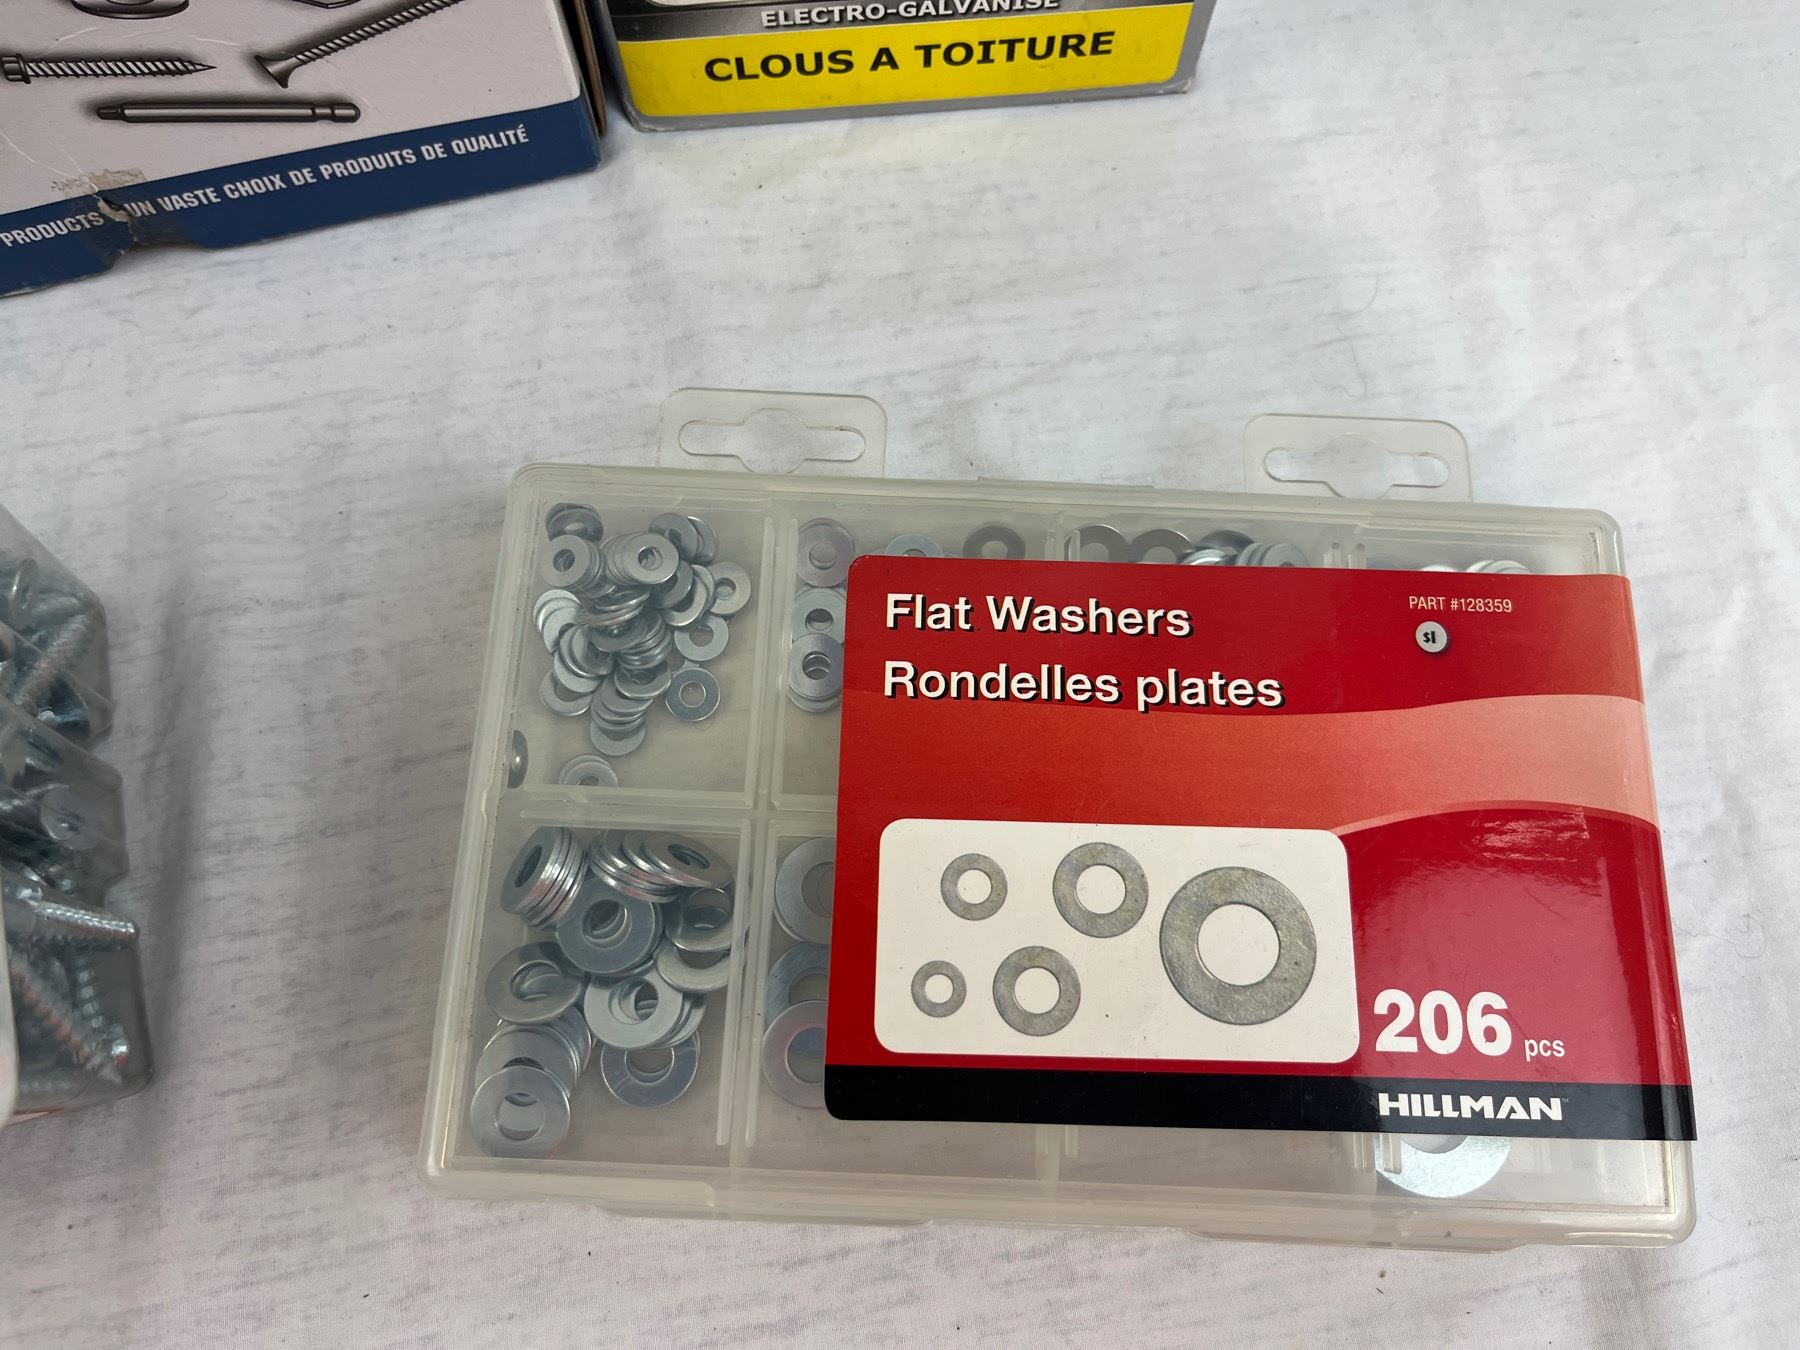 ELECTRO-GALVANISÉ
CLOUS A TOITURE
PRODUCTS
UN VASTE CHOIX DE PRODUITS DE QUALITÉ
Flat Washers
Rondelles plates
PART #128359
$1
206 pcs
HILLMAN